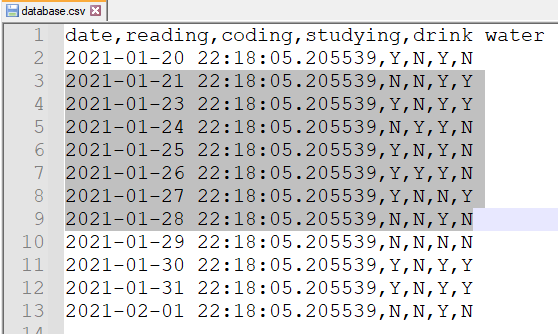 database.csv
1 date,reading,coding,studying,drink water
2 2021-01-20 22:18:05.205539,Y,N,Y,N
3 2021-01-21 22:18:05.205539,N,N,Y,Y
4 2021-01-23 22:18:05.205539,Y,N,Y,Y
5 2021-01-24 22:18:05.205539,N,Y,Y,N
6 2021-01-25 22:18:05.205539,Y,N,Y,N
7 2021-01-26 22:18:05.205539,Y,Y,Y,N
8 2021-01-27 22:18:05.205539,Y,N,N,Y
9 2021-01-28 22:18:05.205539,N,N,Y,N
10 2021-01-29 22:18:05.205539,N,N,N,N
11 2021-01-30 22:18:05.205539,Y,N,Y,Y
12 2021-01-31 22:18:05.205539,Y,N,Y,Y
13 2021-02-01 22:18:05.205539,N,N,Y,N